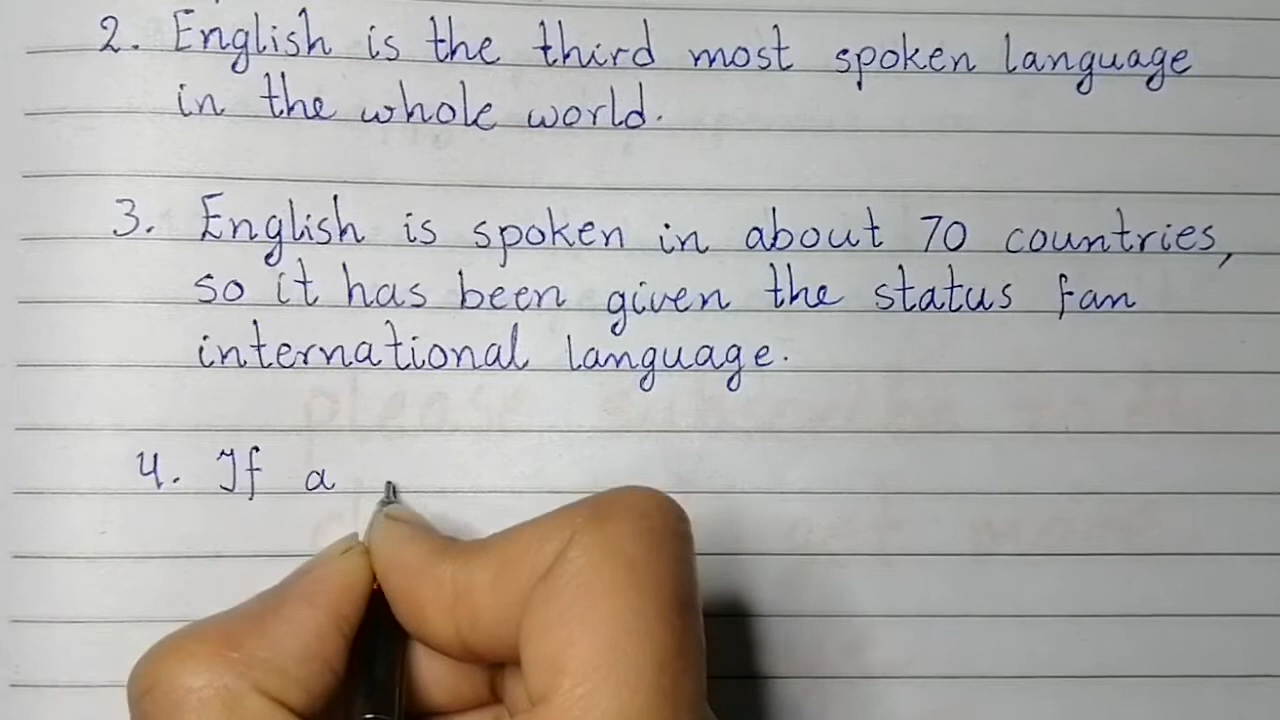 2. English is the third most spoken language
in the whole world.
3. English is spoken in about 70 countries,
so it has been given the status fan
international language.
4. If a